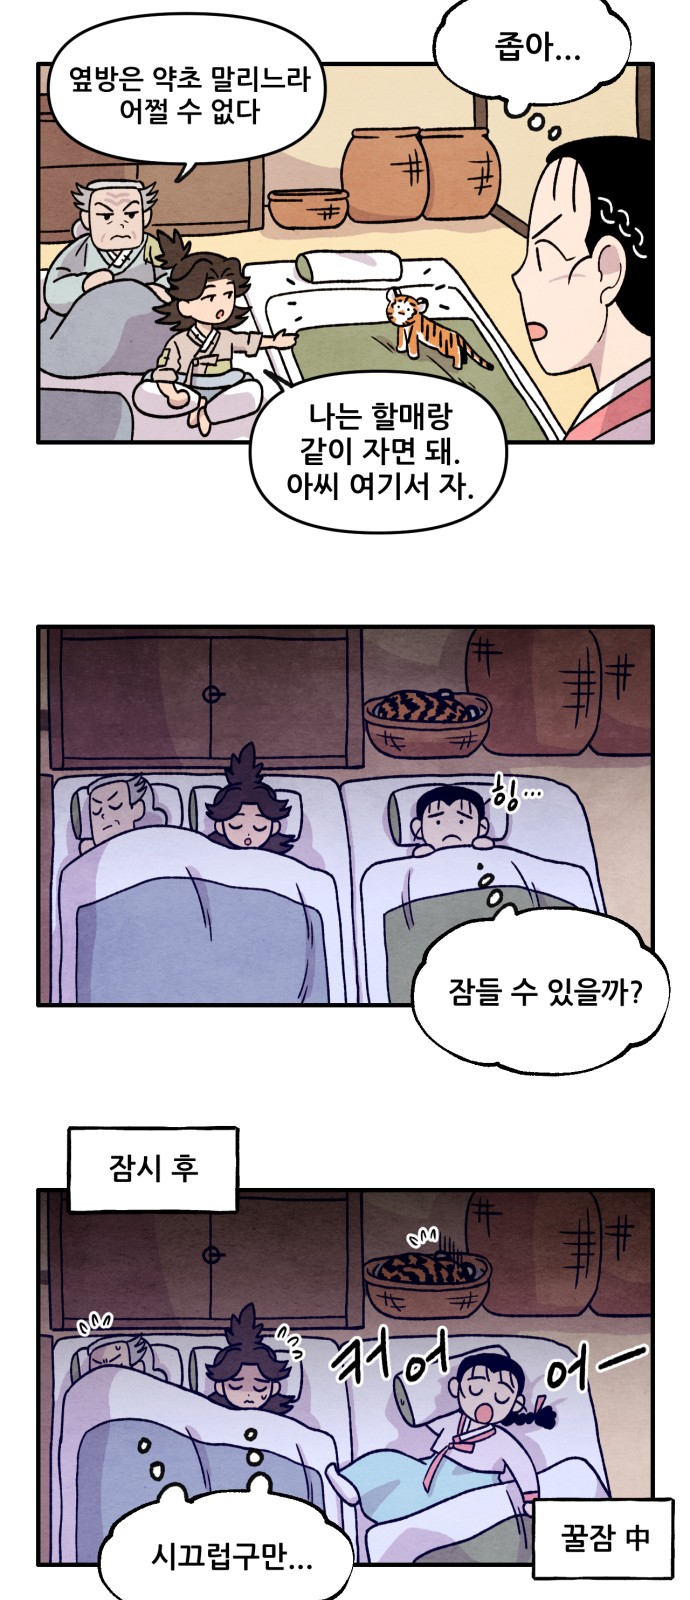 좁아...
옆방은 약초 말리느라
어쩔 수 없다
나는 할매랑
같이 자면 돼.
아씨 여기서 자.
힝...
잠들 수 있을까?
잠시 후
커어
어ー
시끄럽구만...
꿀잠 中